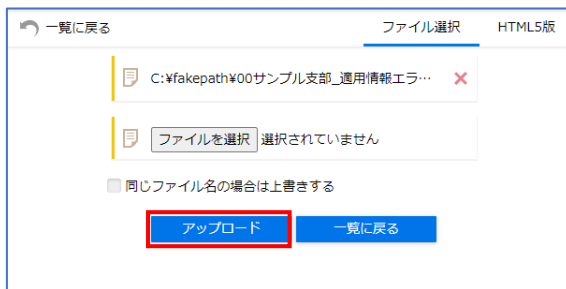 一覧に戻る
ファイル選択
HTML5版
C:¥fakepath¥00サンプル支部_適用情報エラ…
ファイルを選択 選択されていません
同じファイル名の場合は上書きする
アップロード
一覧に戻る